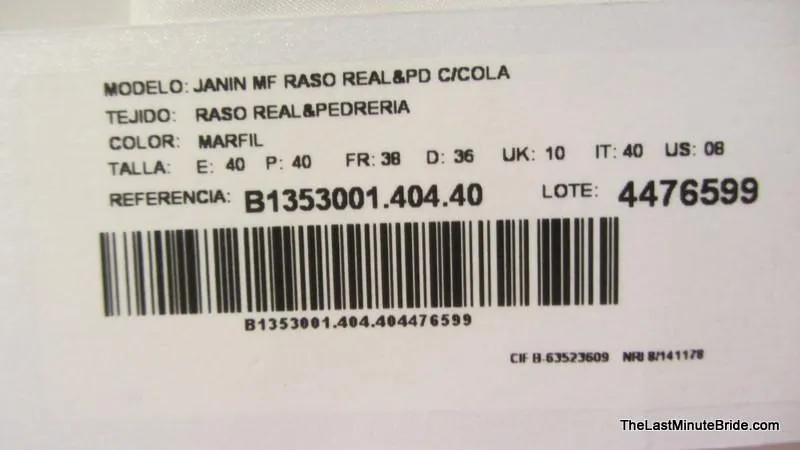 MODELO: JANIN MF RASO REAL&PD C/COLA
TEJIDO: RASO REAL&PEDRERIA
COLOR: MARFIL
TALLA: E: 40 P: 40 FR: 38 D: 36 UK: 10 IT: 40 US: 08
REFERENCIA: B1353001.404.40 LOTE: 4476599
B1353001.404.404476599
CIF B-63523609 NRI 8/141178
TheLastMinuteBride.com